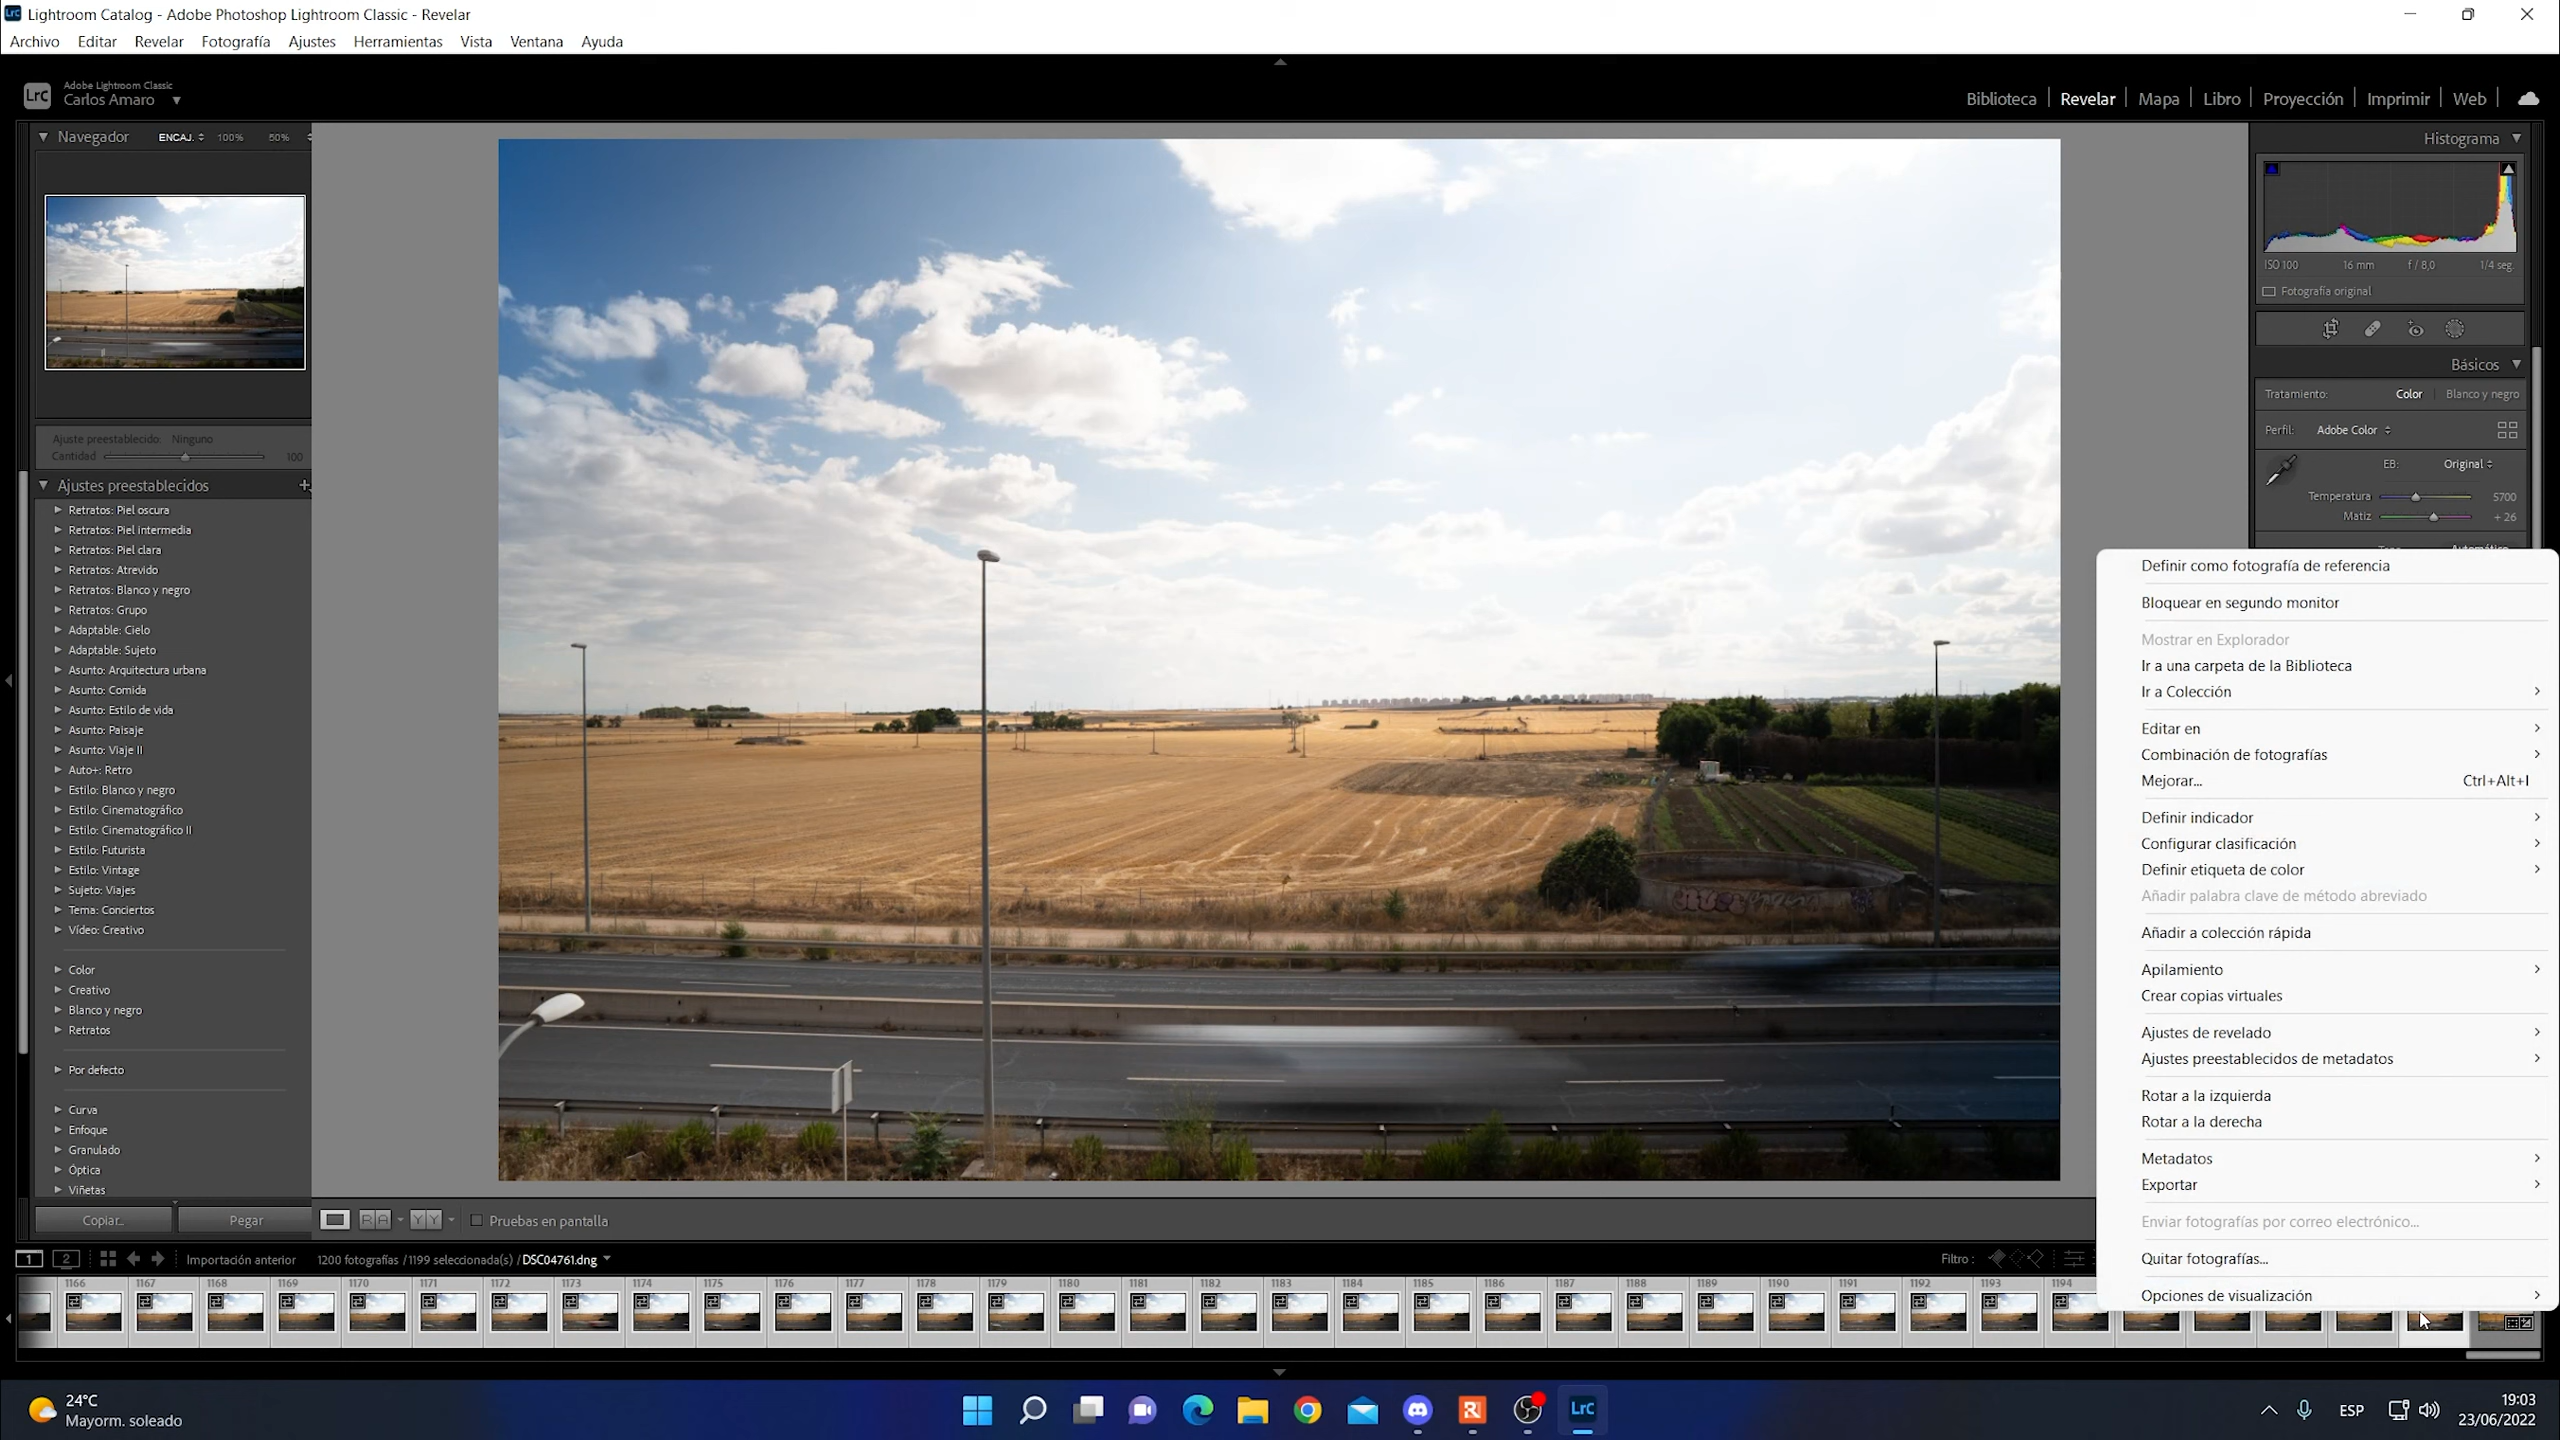 Lightroom Catalog - Adobe Photoshop Lightroom Classic - Revelar
Archivo Editar Revelar Fotografía Ajustes Herramientas Vista Ventana Ayuda
LrC Adobe Lightroom Classic
Carlos Amaro
Biblioteca | Revelar | Mapa | Libro | Proyección | Imprimir | Web
Navegador ENCAJ. 100% 50%
Ajuste preestablecido: Ninguno
Cantidad 100
Ajustes preestablecidos +
Retratos: Piel oscura
Retratos: Piel intermedia
Retratos: Piel clara
Retratos: Atrevido
Retratos: Blanco y negro
Retratos: Grupo
Adaptable: Cielo
Adaptable: Sujeto
Asunto: Arquitectura urbana
Asunto: Comida
Asunto: Estilo de vida
Asunto: Paisaje
Asunto: Viaje II
Auto+: Retro
Estilo: Blanco y negro
Estilo: Cinematográfico
Estilo: Cinematográfico II
Estilo: Futurista
Estilo: Vintage
Sujeto: Viajes
Tema: Conciertos
Vídeo: Creativo
Color
Creativo
Blanco y negro
Retratos
Por defecto
Curva
Enfoque
Granulado
Óptica
Viñetas
Copiar... Pegar
R A Y Y Pruebas en pantalla
Histograma
ISO 100 16 mm f / 8,0 1/4 seg.
Fotografía original
Básicos
Tratamiento: Color | Blanco y negro
Perfil: Adobe Color
EB: Original
Temperatura 5700
Matiz + 26
Definir como fotografía de referencia
Bloquear en segundo monitor
Mostrar en Explorador
Ir a una carpeta de la Biblioteca
Ir a Colección
Editar en
Combinación de fotografías
Mejorar... Ctrl+Alt+I
Definir indicador
Configurar clasificación
Definir etiqueta de color
Añadir palabra clave de método abreviado
Añadir a colección rápida
Apilamiento
Crear copias virtuales
Ajustes de revelado
Ajustes preestablecidos de metadatos
Rotar a la izquierda
Rotar a la derecha
Metadatos
Exportar
Enviar fotografías por correo electrónico...
Quitar fotografías...
Opciones de visualización
1 2 Importación anterior 1200 fotografías /1199 seleccionada(s) /DSC04761.dng Filtro :
1166 1167 1168 1169 1170 1171 1172 1173 1174 1175 1176 1177 1178 1179 1180 1181 1182 1183 1184 1185 1186 1187 1188 1189 1190 1191 1192 1193 1194
24°C
Mayorm. soleado
LrC
ESP
19:03
23/06/2022